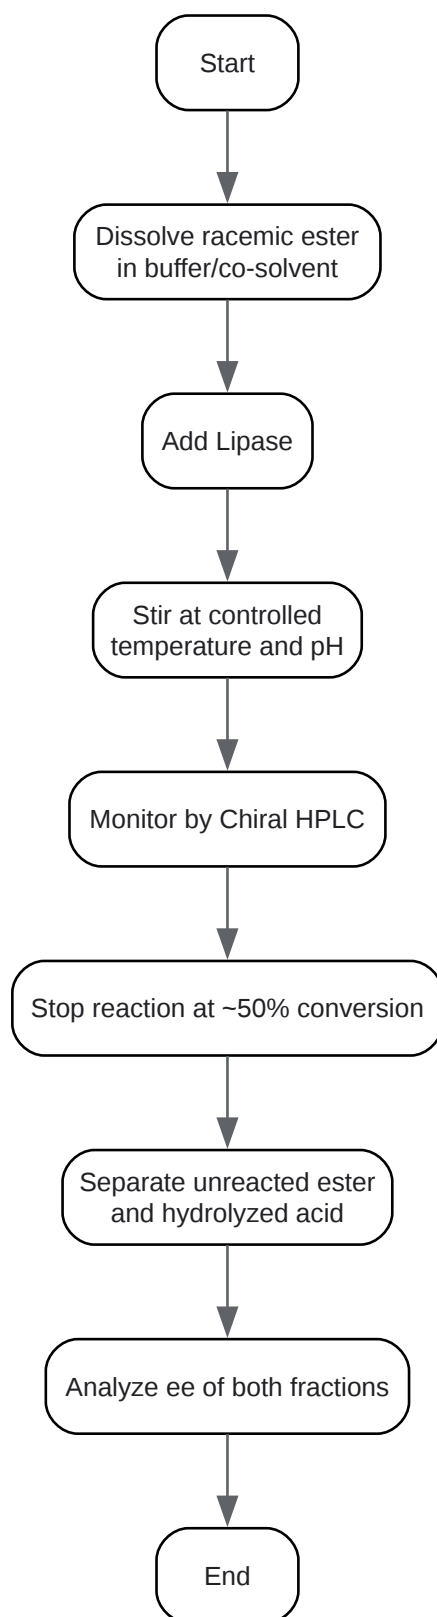 Start
Dissolve racemic ester
in buffer/co-solvent
Add Lipase
Stir at controlled
temperature and pH
Monitor by Chiral HPLC
Stop reaction at ~50% conversion
Separate unreacted ester
and hydrolyzed acid
Analyze ee of both fractions
End